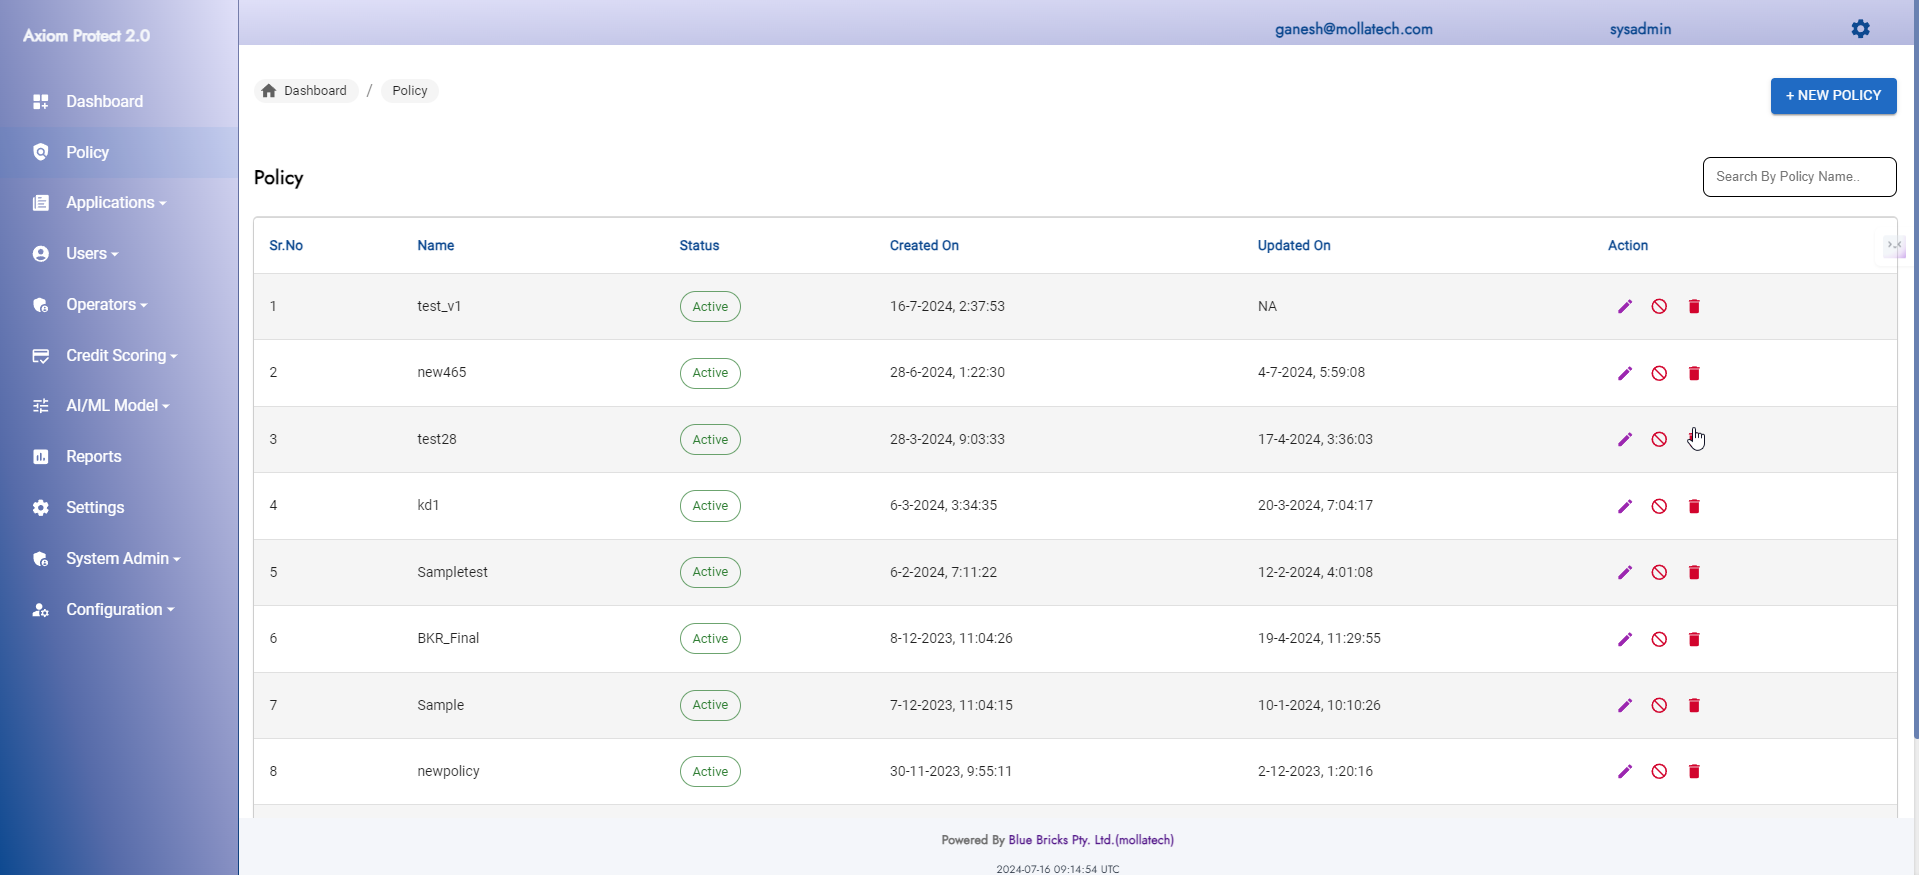 Axiom Protect 2.0
ganesh@mollatech.com
sysadmin
Dashboard
Policy
Applications
Users
Operators
Credit Scoring
AI/ML Model
Reports
Settings
System Admin
Configuration
Dashboard / Policy
+ NEW POLICY
Policy
Search By Policy Name..
Sr.No Name Status Created On Updated On Action
1 test_v1 Active 16-7-2024, 2:37:53 NA
2 new465 Active 28-6-2024, 1:22:30 4-7-2024, 5:59:08
3 test28 Active 28-3-2024, 9:03:33 17-4-2024, 3:36:03
4 kd1 Active 6-3-2024, 3:34:35 20-3-2024, 7:04:17
5 Sampletest Active 6-2-2024, 7:11:22 12-2-2024, 4:01:08
6 BKR_Final Active 8-12-2023, 11:04:26 19-4-2024, 11:29:55
7 Sample Active 7-12-2023, 11:04:15 10-1-2024, 10:10:26
8 newpolicy Active 30-11-2023, 9:55:11 2-12-2023, 1:20:16
Powered By Blue Bricks Pty. Ltd.(mollatech)
2024-07-16 09:14:54 UTC